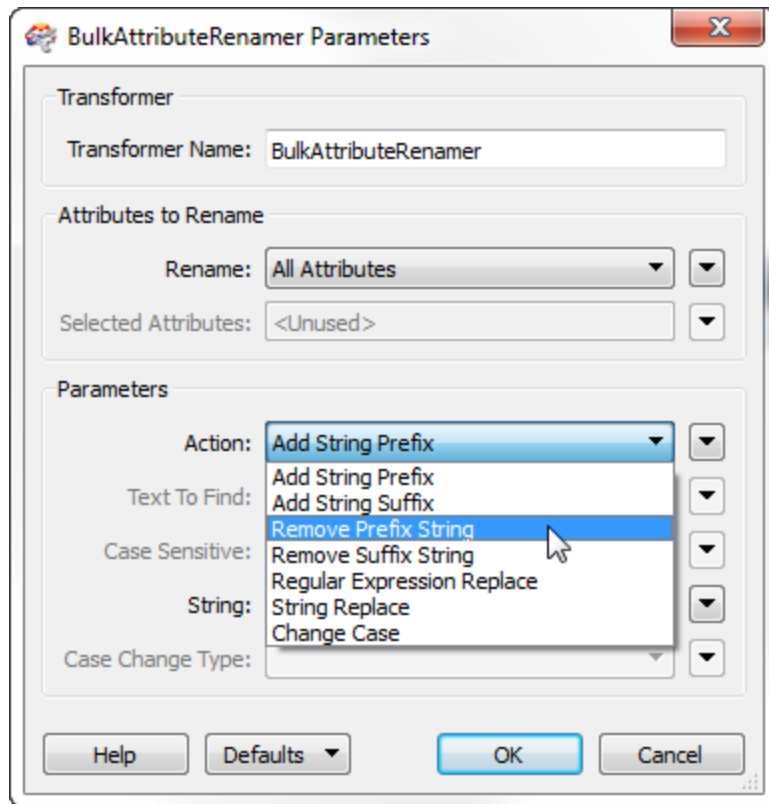 BulkAttributeRenamer Parameters
Transformer
Transformer Name: BulkAttributeRenamer
Attributes to Rename
Rename: All Attributes
Selected Attributes: <Unused>
Parameters
Action: Add String Prefix
Add String Prefix
Text To Find: Add String Suffix
Remove Prefix String
Case Sensitive: Remove Suffix String
Regular Expression Replace
String: String Replace
Change Case
Case Change Type:
Help Defaults OK Cancel